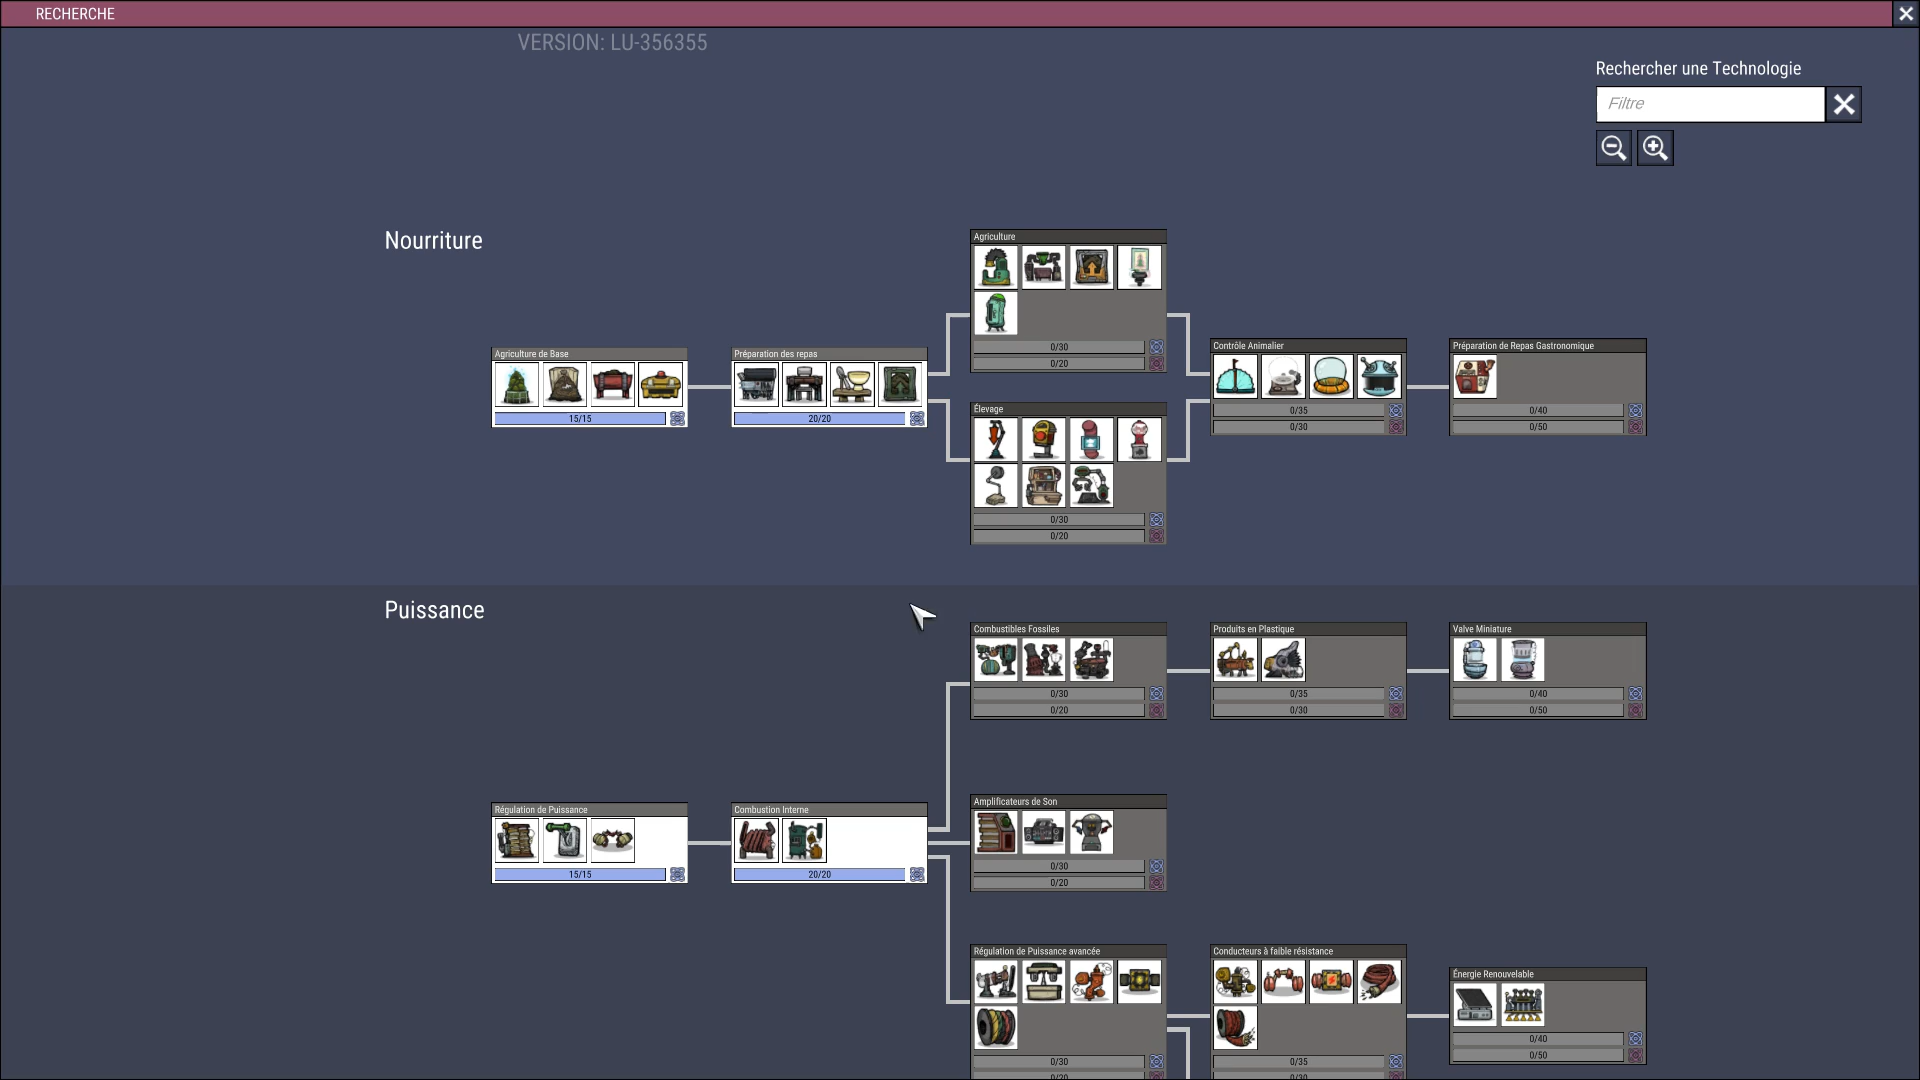 RECHERCHE
VERSION: LU-356355
Rechercher une Technologie
Filtre
Nourriture
Agriculture
0/30
0/20
Agriculture de Base
15/15
Préparation des repas
20/20
Élevage
0/30
0/20
Contrôle Animalier
0/35
0/30
Préparation de Repas Gastronomique
0/40
0/50
Puissance
Combustibles Fossiles
0/30
0/20
Produits en Plastique
0/35
0/30
Valve Miniature
0/40
0/50
Régulation de Puissance
15/15
Combustion Interne
20/20
Amplificateurs de Son
0/30
0/20
Régulation de Puissance avancée
0/30
0/20
Conducteurs à faible résistance
0/35
0/30
Énergie Renouvelable
0/40
0/50